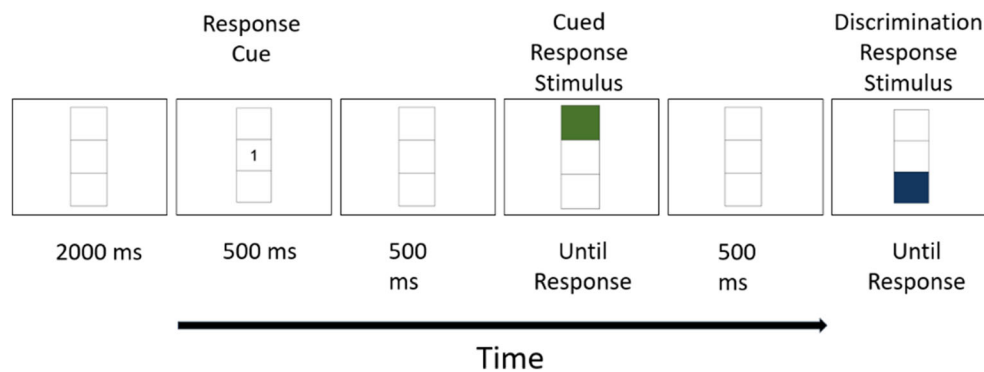 Response
Cue
Cued
Response
Stimulus
Discrimination
Response
Stimulus
1
2000 ms
500 ms
500
ms
Until
Response
500
ms
Until
Response
Time